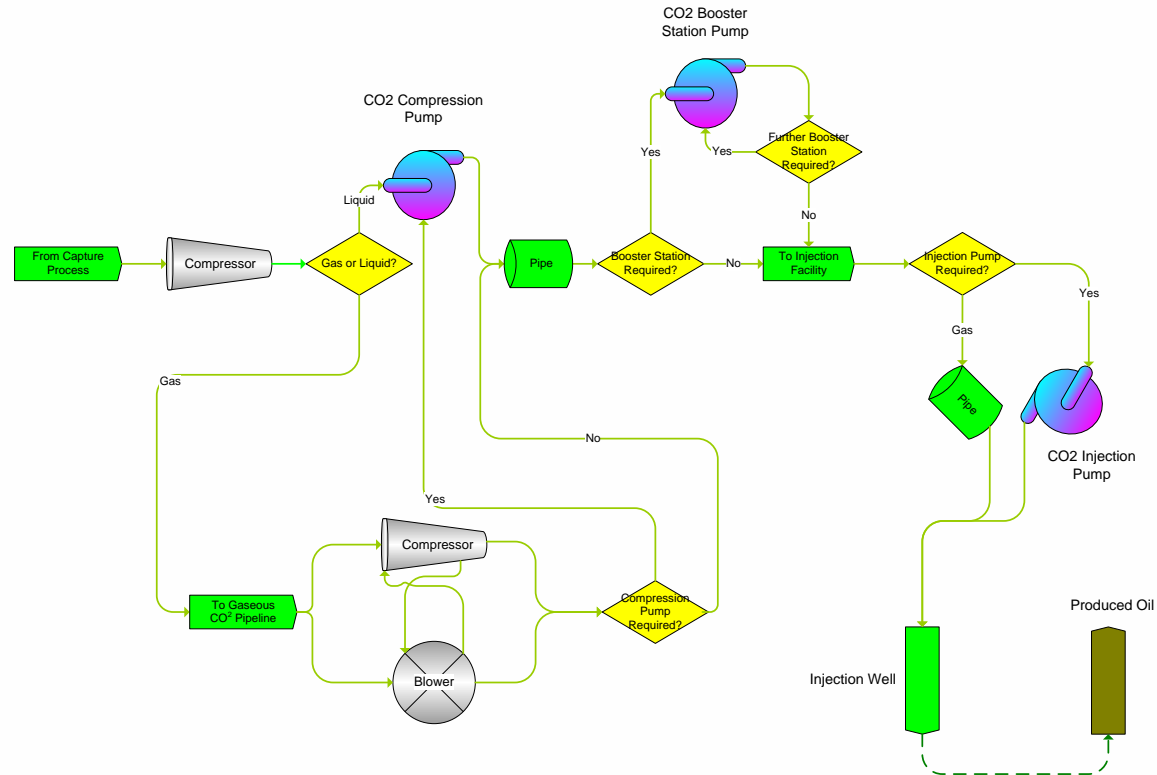 CO2 Booster
Station Pump
CO2 Compression
Pump
Further Booster
Station
Required?
Yes
Yes
Liquid
No
From Capture
Process
Compressor
Gas or Liquid?
Pipe
Booster Station
Required?
No
To Injection
Facility
Injection Pump
Required?
Yes
Gas
Gas
Pipe
No
CO2 Injection
Pump
Yes
Compressor
To Gaseous
CO² Pipeline
Compression
Pump
Required?
Produced Oil
Blower
Injection Well